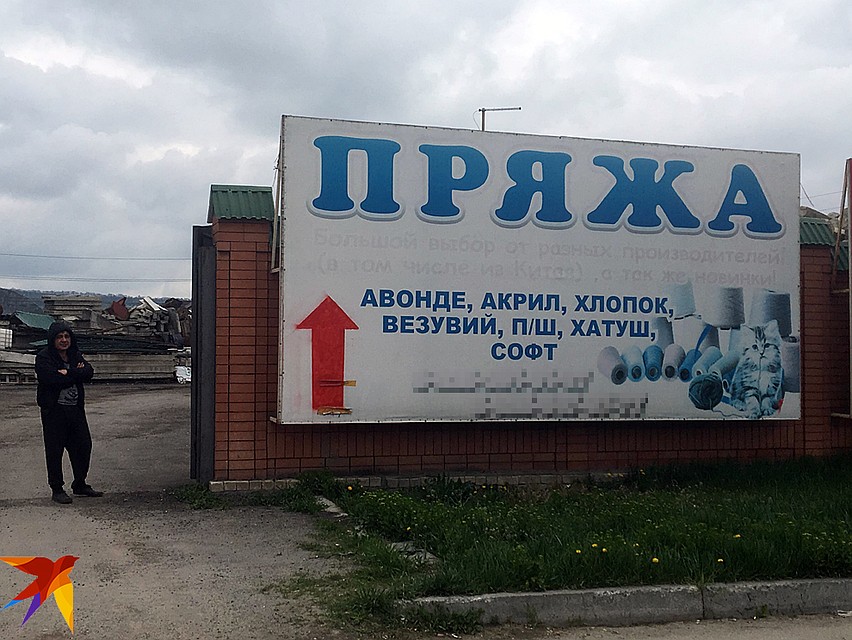 ПРЯЖА
Большой выбор от разных производителей!
(в том числе из Китая) ,а так же новинки!
АВОНДЕ, АКРИЛ, ХЛОПОК,
ВЕЗУВИЙ, П/Ш, ХАТУШ,
СОФТ